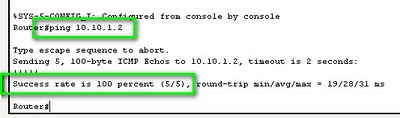 %SYS-5-CONFIG_I: Configured from console by console
Router#ping 10.10.1.2
Type escape sequence to abort.
Sending 5, 100-byte ICMP Echos to 10.10.1.2, timeout is 2 seconds:
!!!!!
Success rate is 100 percent (5/5), round-trip min/avg/max = 19/28/31 ms
Router#